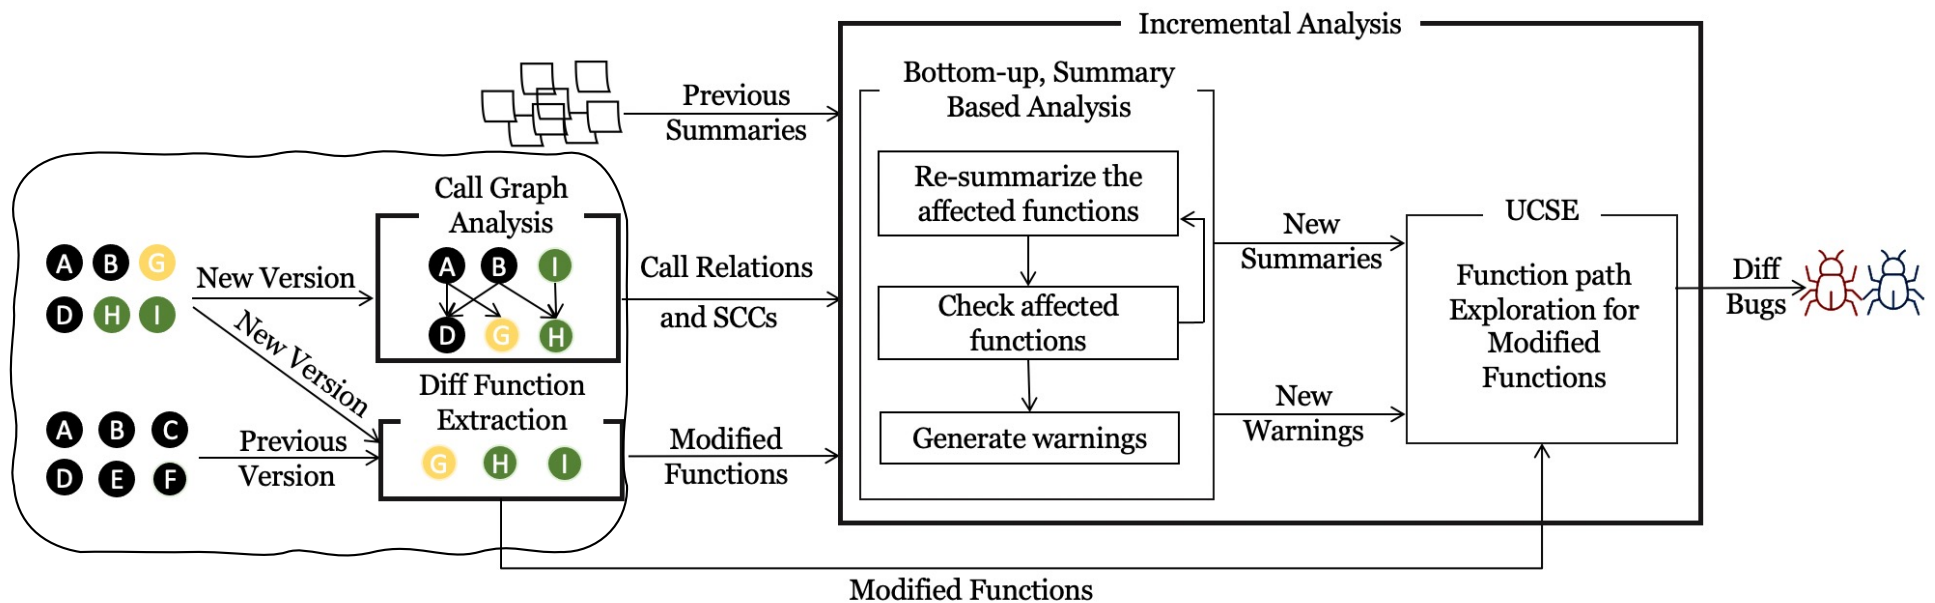 Incremental Analysis
Bottom-up, Summary
Based Analysis
Previous
Summaries
Call Graph
Analysis
Re-summarize the
affected functions
UCSE
New
Summaries
A B G
D H I
New Version
A B I
D G H
Call Relations
and SCCs
Check affected
functions
Function path
Exploration for
Modified
Functions
Diff
Bugs
New Version
Diff Function
Extraction
A B C
D E F
Previous
Version
G H I
Modified
Functions
Generate warnings
New
Warnings
Modified Functions